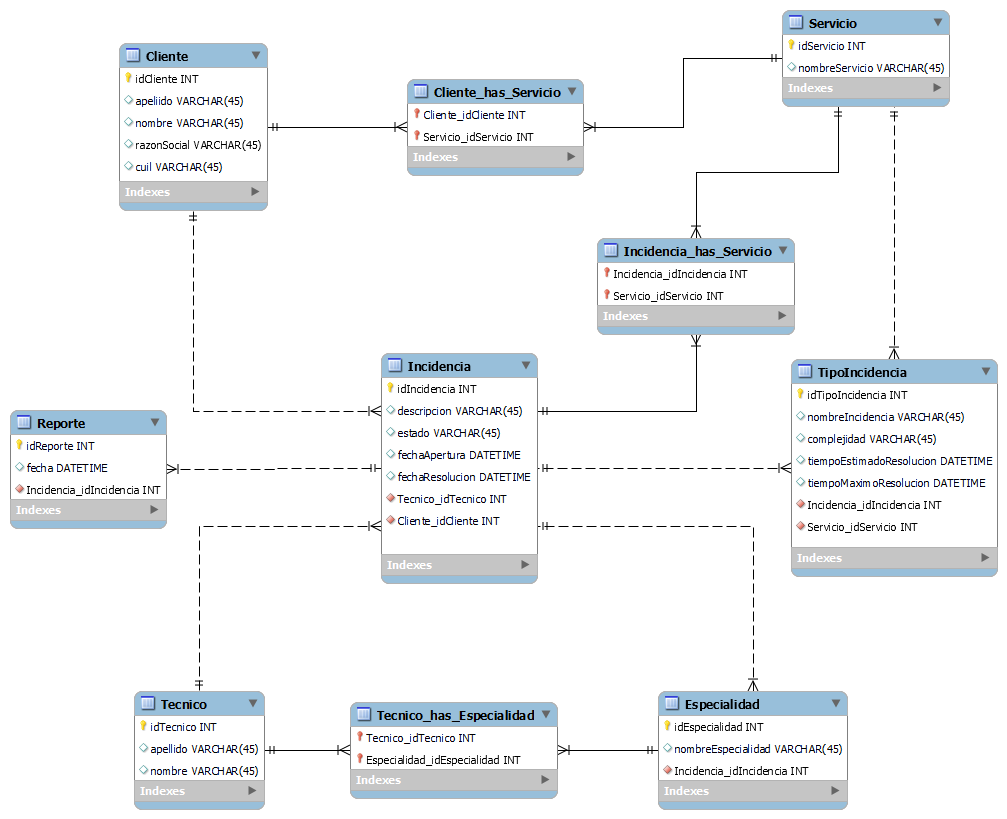 Cliente
idCliente INT
apeliido VARCHAR(45)
nombre VARCHAR(45)
razonSocial VARCHAR(45)
cuil VARCHAR(45)
Indexes
Cliente_has_Servicio
Cliente_idCliente INT
Servicio_idServicio INT
Indexes
Servicio
idServicio INT
nombreServicio VARCHAR(45)
Indexes
Incidencia_has_Servicio
Incidencia_idIncidencia INT
Servicio_idServicio INT
Indexes
Incidencia
idIncidencia INT
descripcion VARCHAR(45)
estado VARCHAR(45)
fechaApertura DATETIME
fechaResolucion DATETIME
Tecnico_idTecnico INT
Cliente_idCliente INT
Indexes
TipoIncidencia
idTipoIncidencia INT
nombreIncidencia VARCHAR(45)
complejidad VARCHAR(45)
tiempoEstimadoResolucion DATETIME
tiempoMaximoResolucion DATETIME
Incidencia_idIncidencia INT
Servicio_idServicio INT
Indexes
Reporte
idReporte INT
fecha DATETIME
Incidencia_idIncidencia INT
Indexes
Tecnico
idTecnico INT
apellido VARCHAR(45)
nombre VARCHAR(45)
Indexes
Tecnico_has_Especialidad
Tecnico_idTecnico INT
Especialidad_idEspecialidad INT
Indexes
Especialidad
idEspecialidad INT
nombreEspecialidad VARCHAR(45)
Incidencia_idIncidencia INT
Indexes